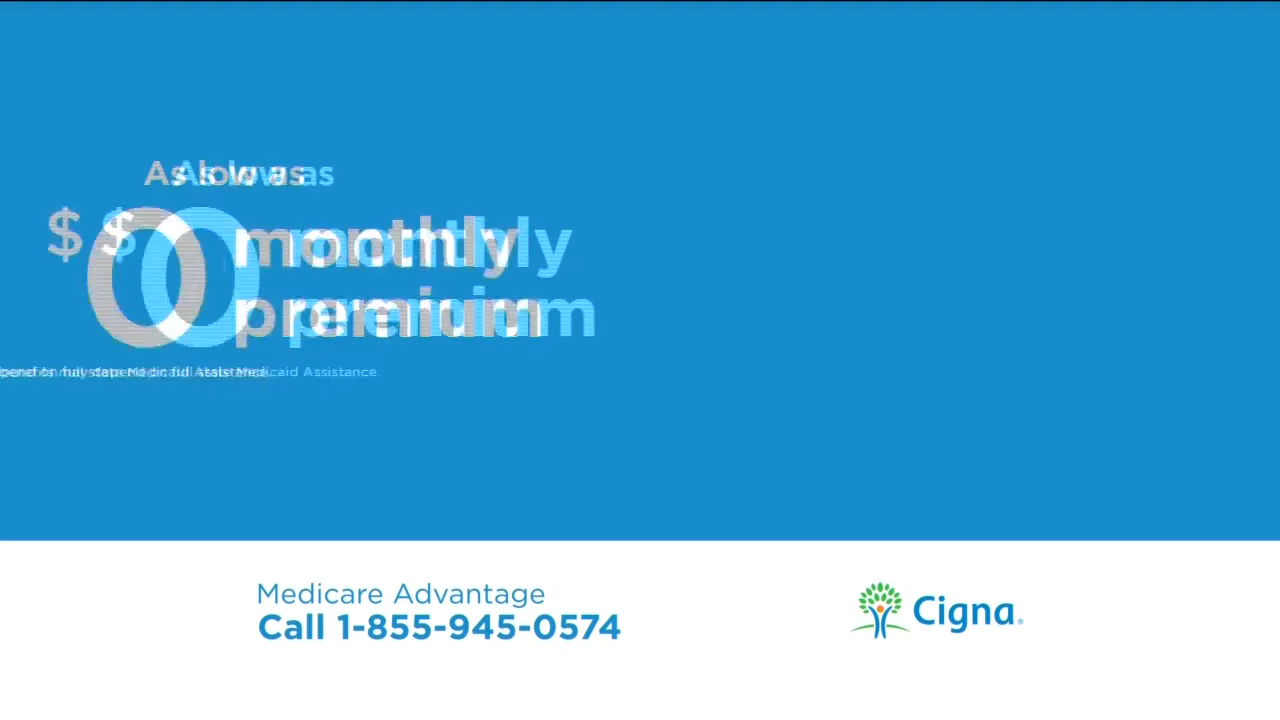 As low as
$0 monthly
premium
Medicaid Assistance.
Medicare Advantage
Call 1-855-945-0574
Cigna